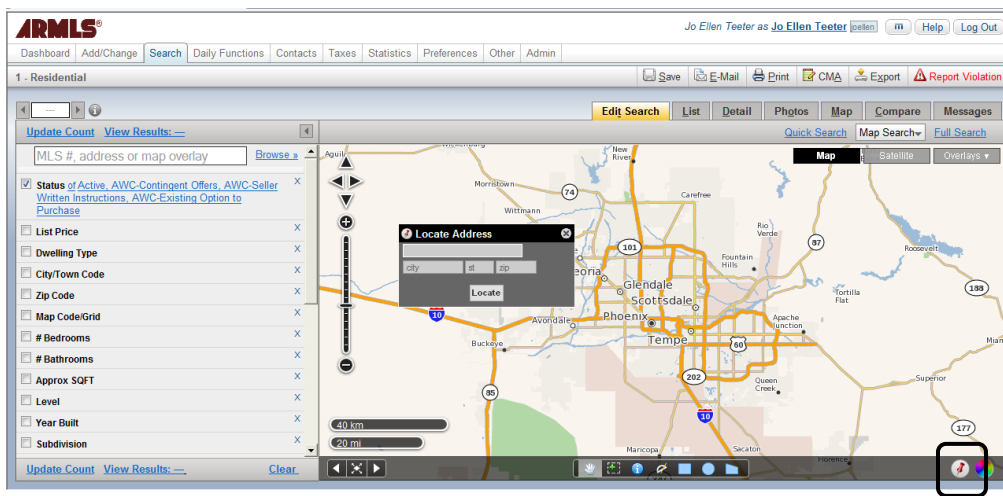 ARMLS®
Jo Ellen Teeter as Jo Ellen Teeter joellen m Help Log Out
Dashboard Add/Change Search Daily Functions Contacts Taxes Statistics Preferences Other Admin
1 - Residential
Save E-Mail Print CMA Export Report Violation
Edit Search List Detail Photos Map Compare Messages
Update Count View Results: —
Quick Search Map Search Full Search
MLS #, address or map overlay Browse »
Status of Active, AWC-Contingent Offers, AWC-Seller X
Written Instructions, AWC-Existing Option to
Purchase
List Price X
Dwelling Type X
City/Town Code X
Zip Code X
Map Code/Grid X
# Bedrooms X
# Bathrooms X
Approx SQFT X
Level X
Year Built X
Subdivision X
Update Count View Results: — Clear
Map Satellite Overlays
Aguil
New
River
Morristown
74
Carefree
Wittmann
Locate Address
city st zip
Locate
Rio
Verde
87
101
Roosevelt
Fountain
Hills
eoria
Glendale
Scottsdale
188
Tortilla
Flat
10
Avondale
Phoenix
Apache
Junction
Buckeye
Tempe
60
Miam
202
Queen
Creek
Superior
85
10
40 km
20 mi
177
Maricopa
Sacaton
Florence